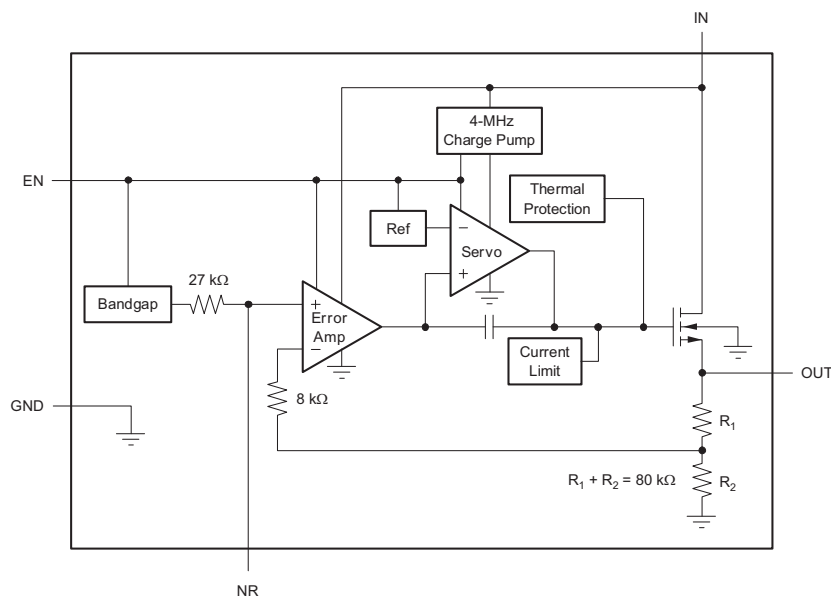 IN
4-MHz
Charge Pump
EN
Thermal
Protection
Ref
−
Servo
+
27 kΩ
Bandgap
+
Error
Amp
−
Current
Limit
OUT
GND
8 kΩ
R1
R1 + R2 = 80 kΩ
R2
NR